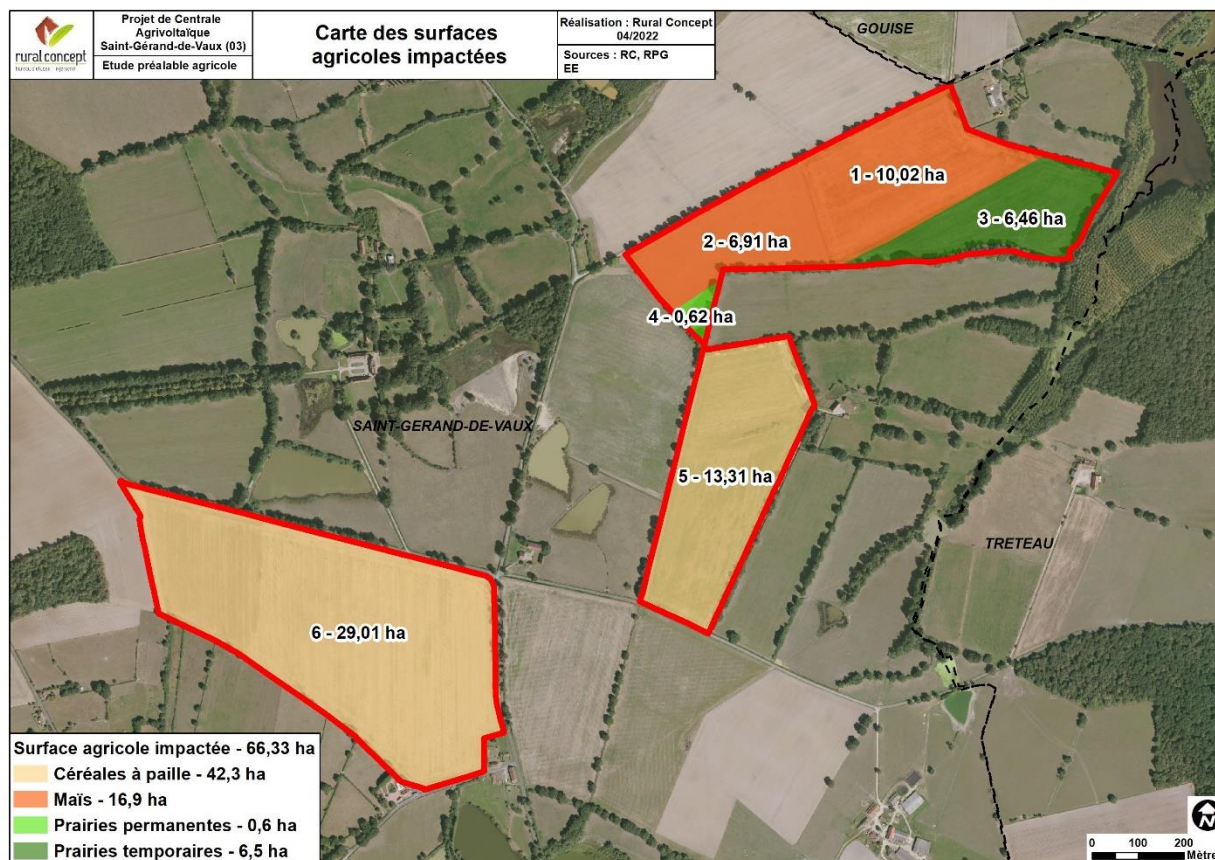 rural concept
Projet de Centrale
Agrivoltaïque
Saint-Gérand-de-Vaux (03)
Etude préalable agricole
Carte des surfaces
agricoles impactées
Réalisation : Rural Concept
04/2022
Sources : RC, RPG
EE
GOUISE
1 - 10,02 ha
3 - 6,46 ha
2 - 6,91 ha
4 - 0,62 ha
SAINT-GERAND-DE-VAUX
5 - 13,31 ha
TRETEAU
6 - 29,01 ha
Surface agricole impactée - 66,33 ha
Céréales à paille - 42,3 ha
Maïs - 16,9 ha
Prairies permanentes - 0,6 ha
Prairies temporaires - 6,5 ha
N
0 100 200
Mètre